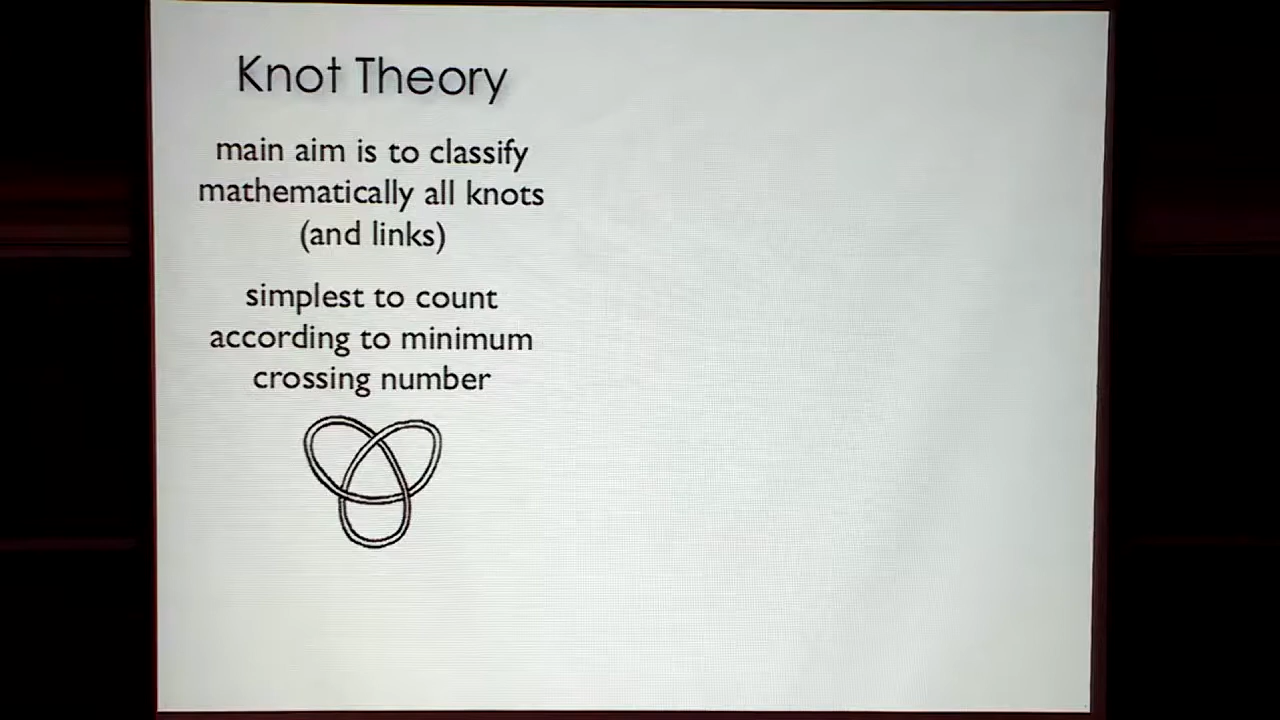 Knot Theory
main aim is to classify
mathematically all knots
(and links)
simplest to count
according to minimum
crossing number